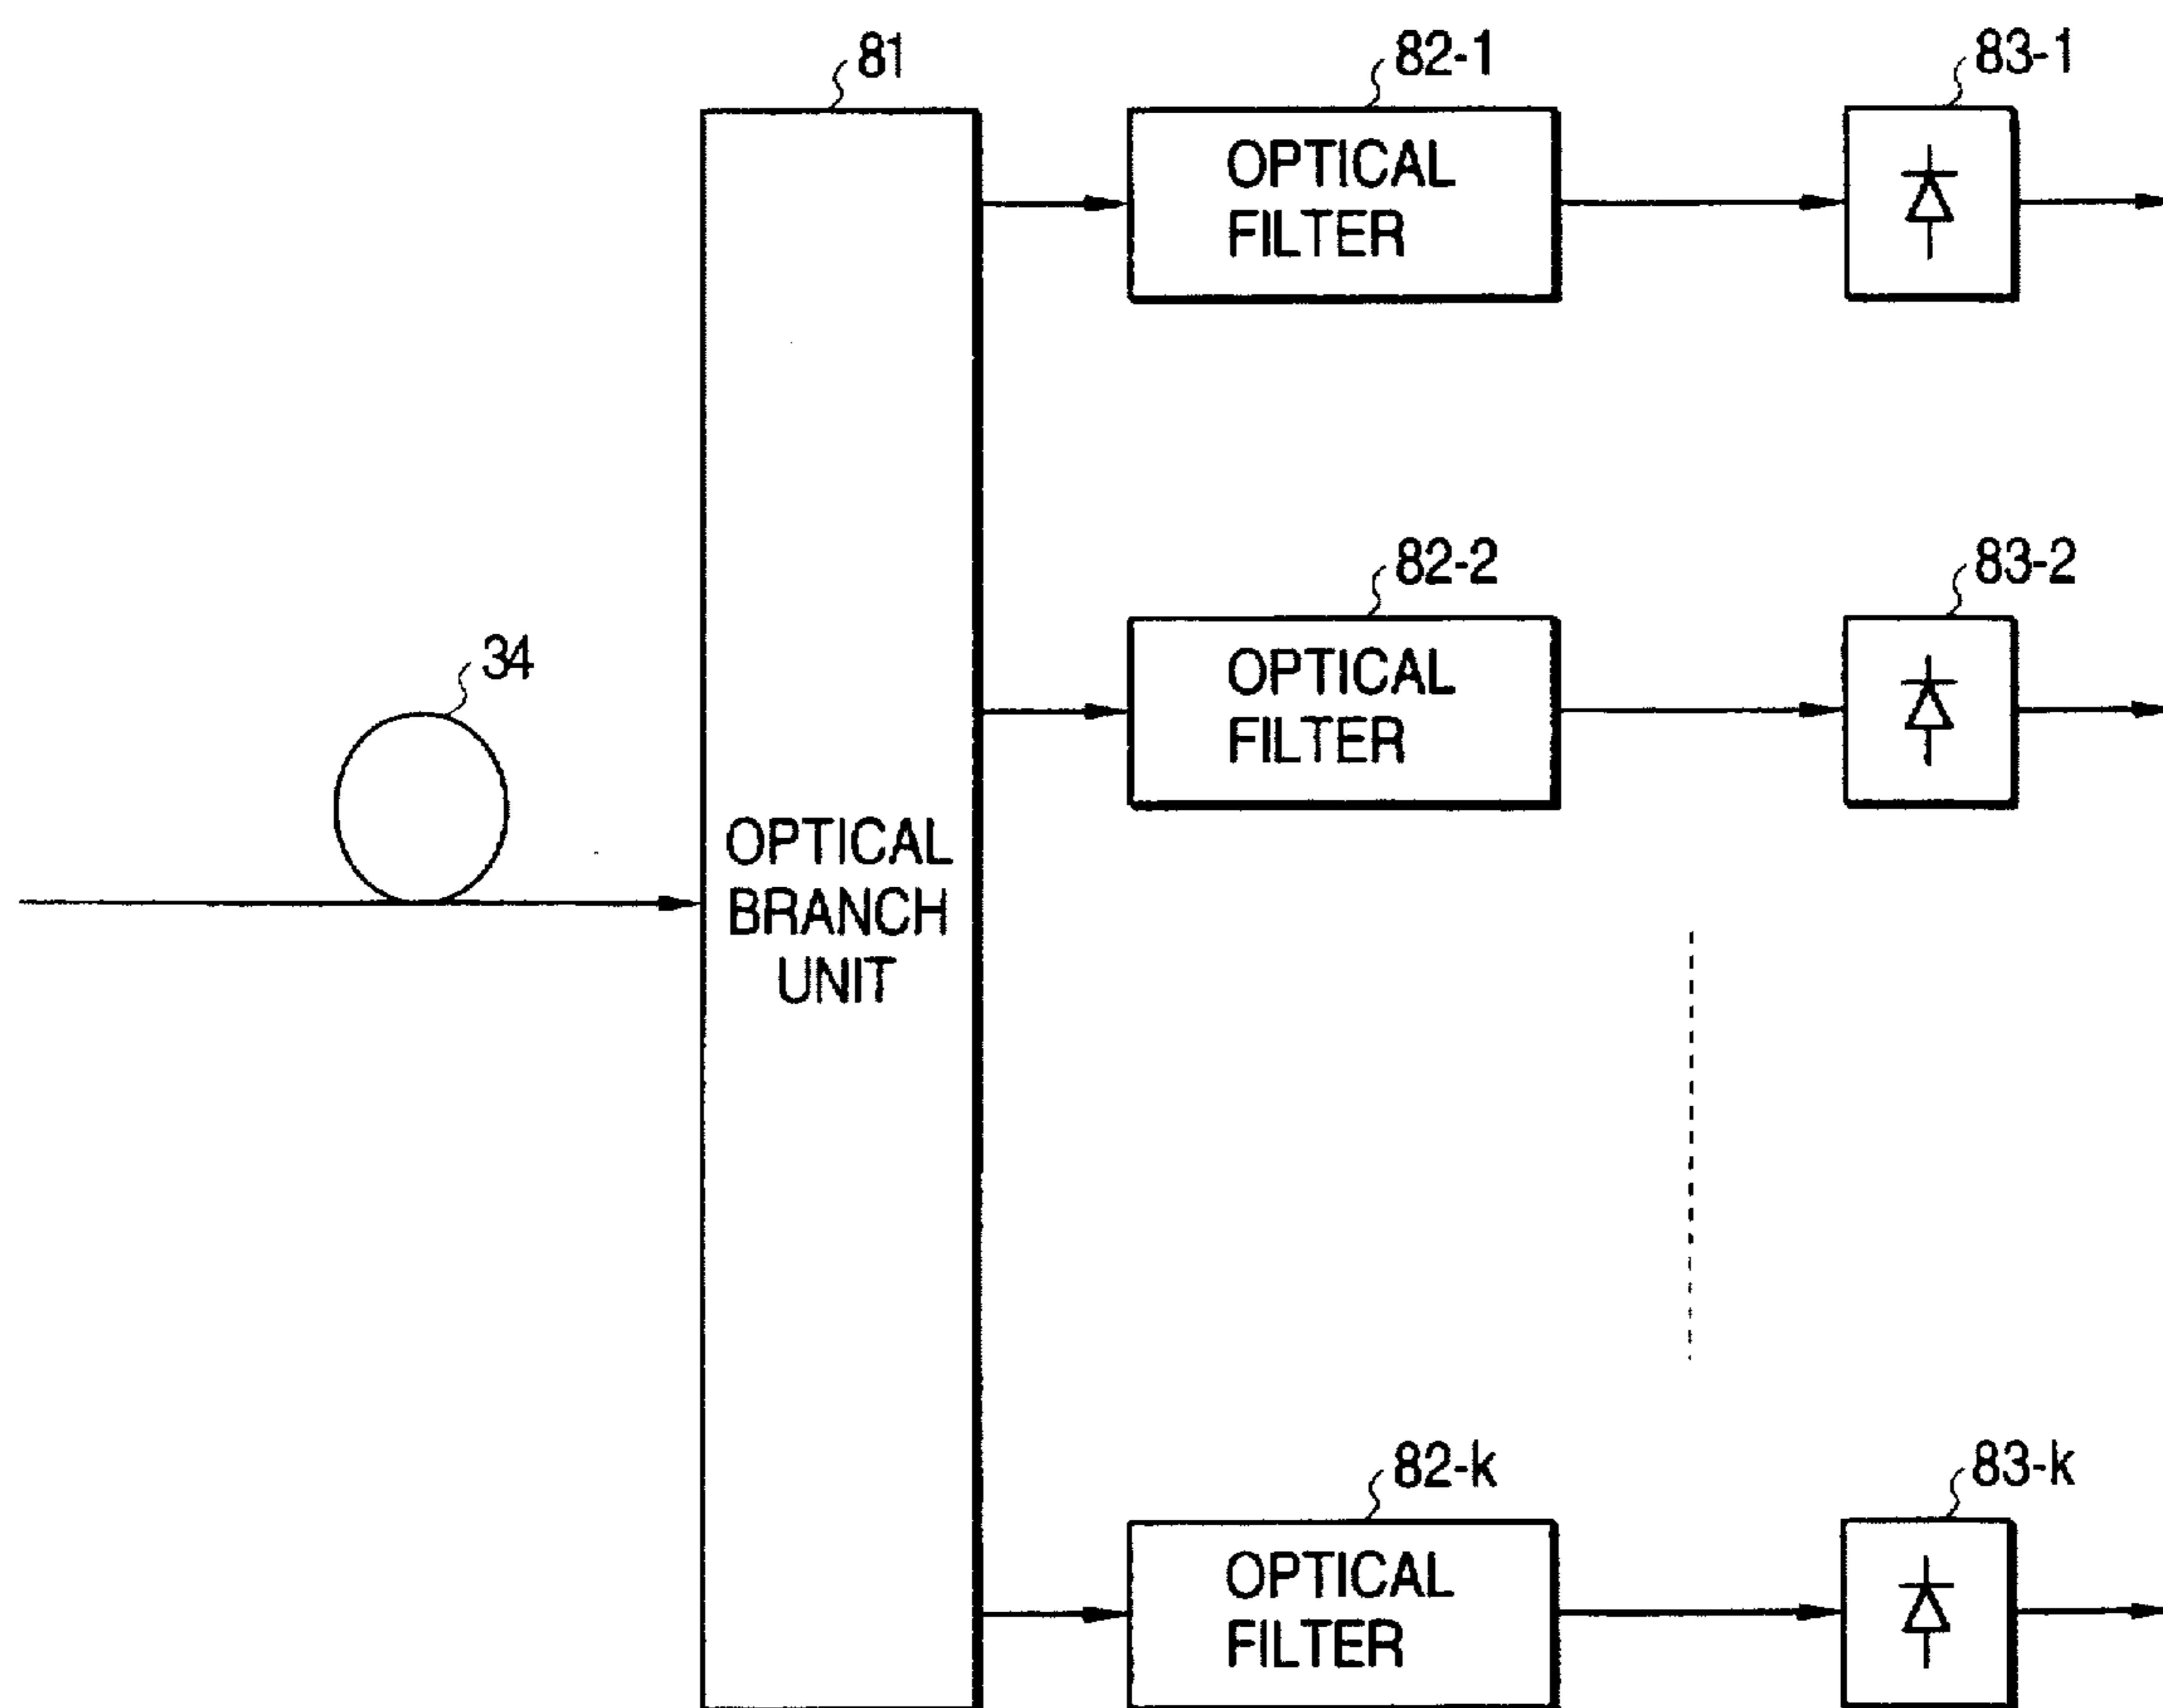 81
82-1
83-1
OPTICAL
FILTER
82-2
83-2
OPTICAL
FILTER
34
OPTICAL
BRANCH
UNIT
82-k
83-k
OPTICAL
FILTER